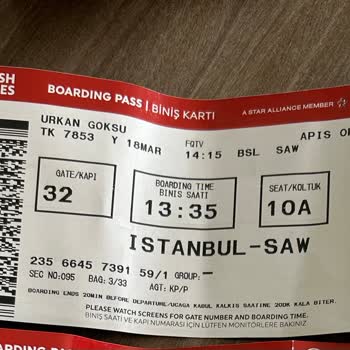 SH
ES
BOARDING PASS | BİNİŞ KARTI
A STAR ALLIANCE MEMBER
URKAN GOKSU
TK 7853 Y 18MAR FQTV 14:15 BSL SAW APIS
GATE/KAPI
32
BOARDING TIME
BINIS SAATI
13:35
SEAT/KOLTUK
10A
ISTANBUL-SAW
235 6645 7391 59/1 GROUP: -
SEC NO:095 BAG: 3/33 AGT: KP/P
BOARDING ENDS 20MIN BEFORE DEPARTURE/UCAGA KABUL KALKIS SAATINE 20DK KALA BITER.
PLEASE WATCH SCREENS FOR GATE NUMBER AND BOARDING TIME.
BİNİŞ SAATİ VE KAPI NUMARASI İÇİN LÜTFEN MONİTÖRLERE BAKINIZ
BOARDING